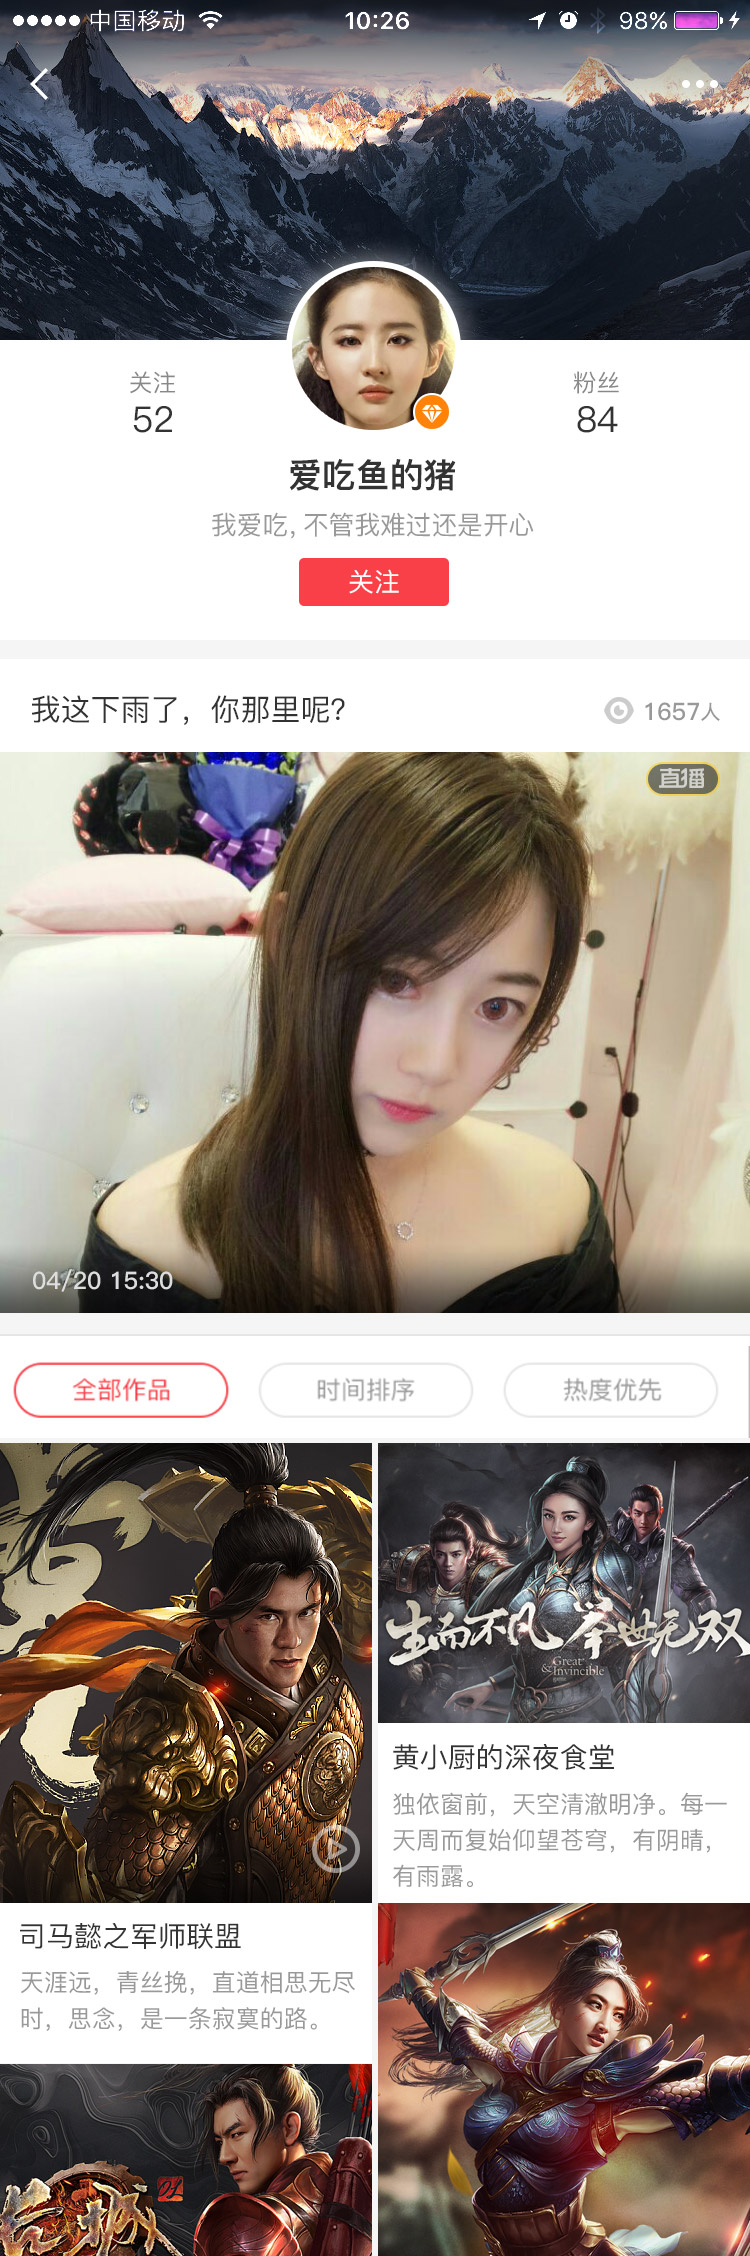 中国移动 10:26 98%
关注 粉丝
52 84
爱吃鱼的猪
我爱吃, 不管我难过还是开心
关注
我这下雨了，你那里呢？ 1657人
直播
04/20 15:30
全部作品 时间排序 热度优先
生而不凡 举世无双
Great
&Invincible
黄小厨的深夜食堂
独依窗前，天空清澈明净。每一
天周而复始仰望苍穹，有阴晴，
有雨露。
司马懿之军师联盟
天涯远，青丝挽，直道相思无尽
时，思念，是一条寂寞的路。
长城